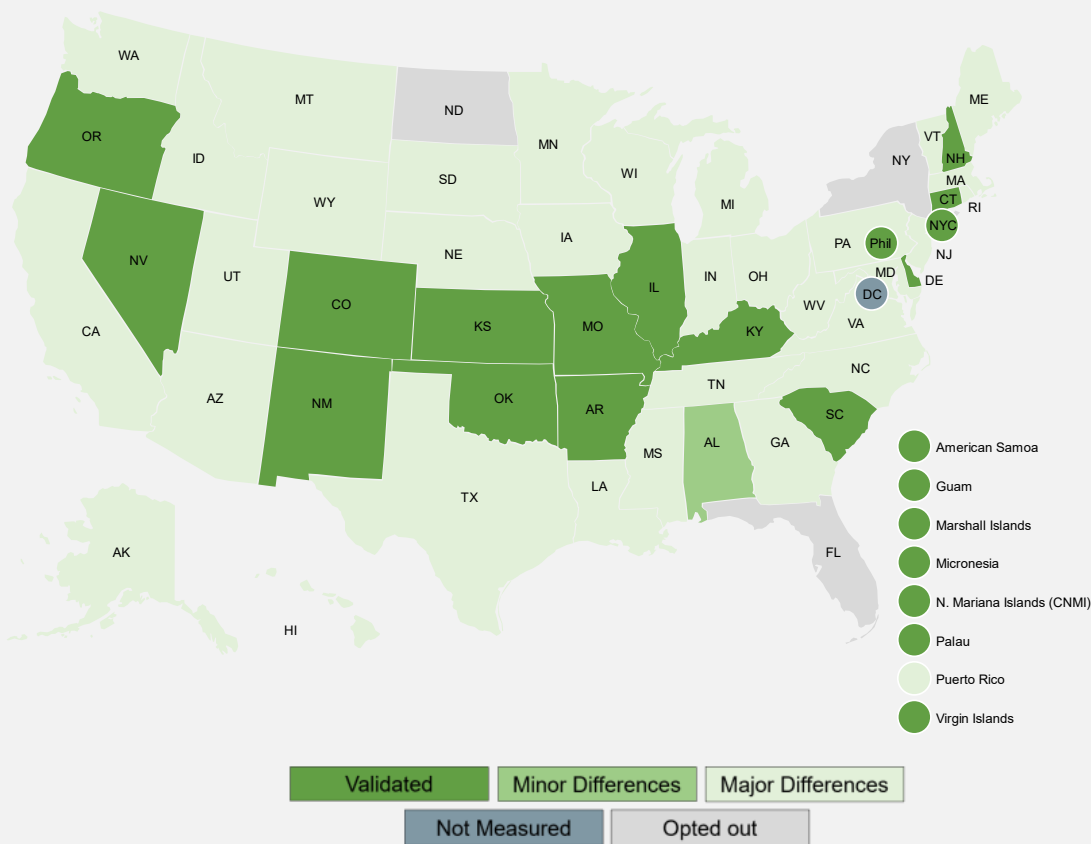 WA
MT
ND
MN
ME
OR
ID
SD
WI
VT
NH
NY
MA
WY
MI
CT
RI
NYC
IA
NV
NE
PA
Phil
NJ
UT
IL
IN
OH
MD
DE
CO
DC
CA
KS
MO
KY
WV
VA
NC
AZ
NM
OK
AR
TN
SC
AL
GA
MS
LA
TX
AK
FL
HI
American Samoa
Guam
Marshall Islands
Micronesia
N. Mariana Islands (CNMI)
Palau
Puerto Rico
Virgin Islands
Validated
Minor Differences
Major Differences
Not Measured
Opted out